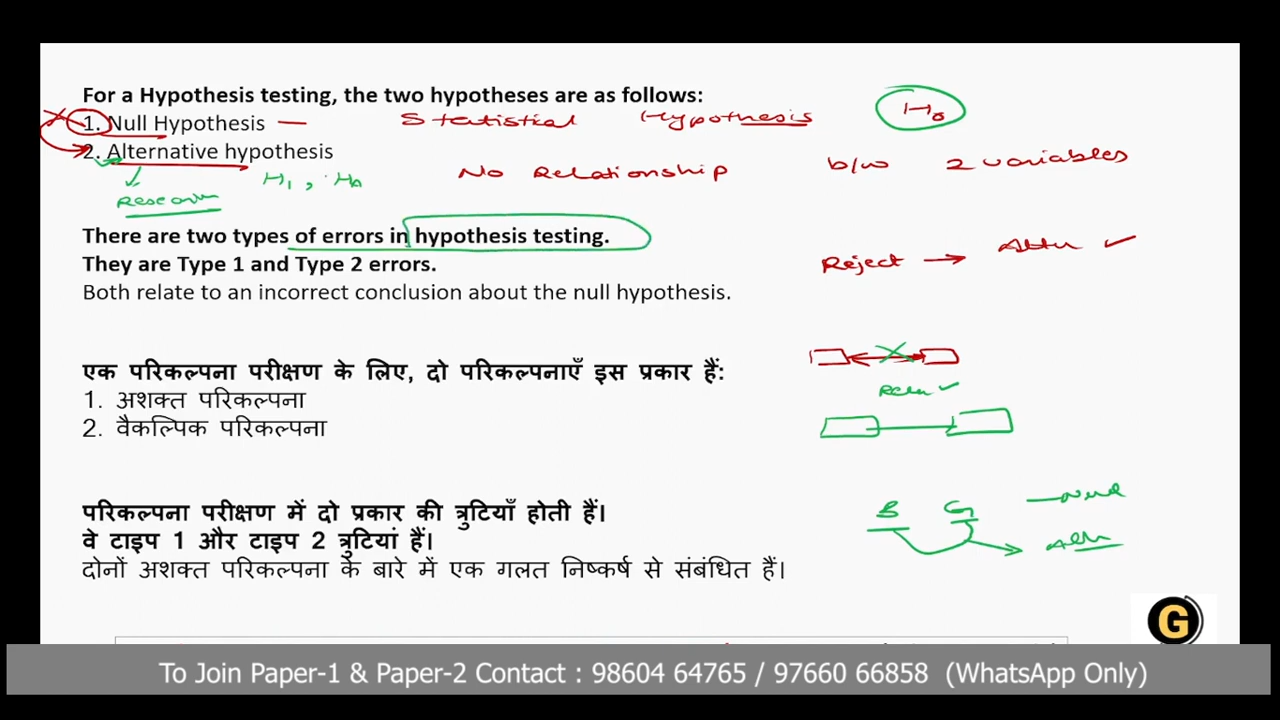 For a Hypothesis testing, the two hypotheses are as follows:
1. Null Hypothesis — Statistical Hypothesis H₀
2. Alternative hypothesis
No Relationship b/w 2 variables
H₁ ,
There are two types of errors in hypothesis testing.
They are Type 1 and Type 2 errors.
Reject → ✓
Both relate to an incorrect conclusion about the null hypothesis.
एक परिकल्पना परीक्षण के लिए, दो परिकल्पनाएँ इस प्रकार हैं:
1. अशक्त परिकल्पना
2. वैकल्पिक परिकल्पना
परिकल्पना परीक्षण में दो प्रकार की त्रुटियाँ होती हैं।
वे टाइप 1 और टाइप 2 त्रुटियां हैं।
दोनों अशक्त परिकल्पना के बारे में एक गलत निष्कर्ष से संबंधित हैं।
B G
G
To Join Paper-1 & Paper-2 Contact : 98604 64765 / 97660 66858 (WhatsApp Only)